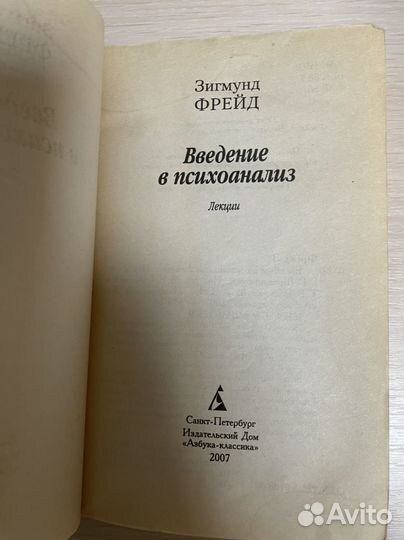 Зигмунд
ФРЕЙД
Введение
в психоанализ
Лекции
Санкт-Петербург
Издательский Дом
«Азбука-классика»
2007
Avito